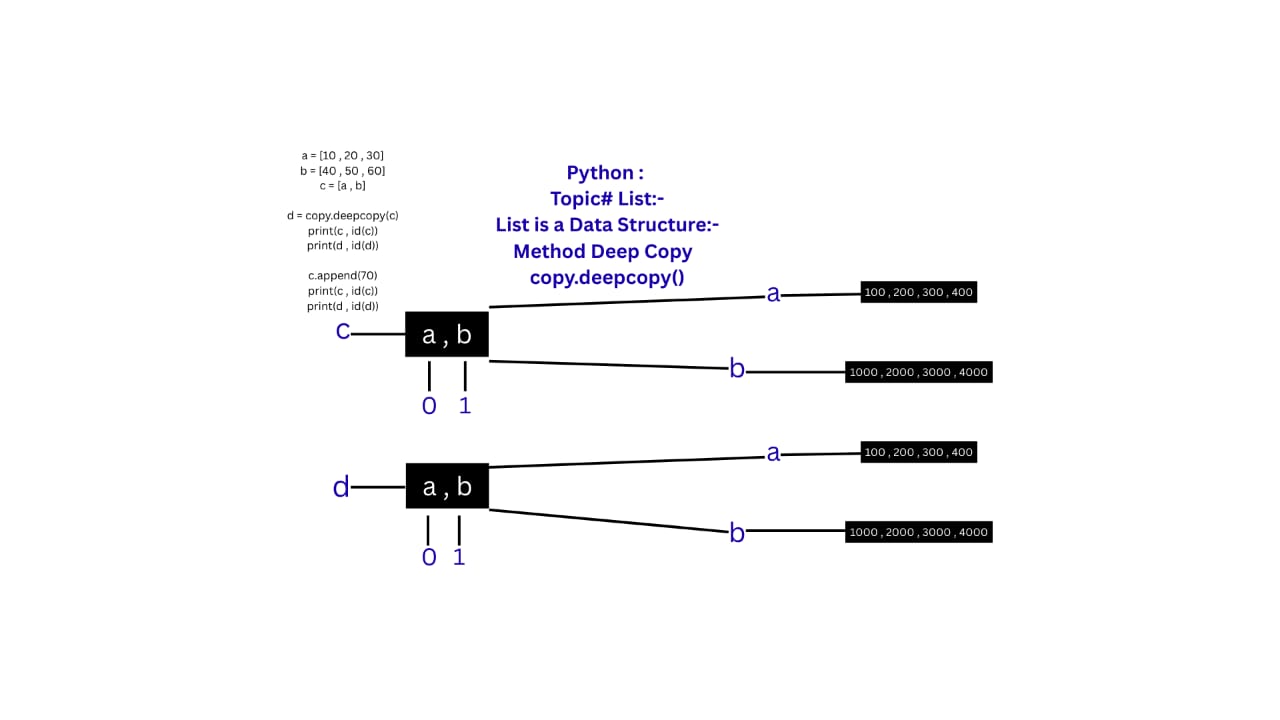 a = [10 , 20 , 30]
b = [40 , 50 , 60]
c = [a , b]
d = copy.deepcopy(c)
print(c , id(c))
print(d , id(d))
c.append(70)
print(c , id(c))
print(d , id(d))
Python :
Topic# List:-
List is a Data Structure:-
Method Deep Copy
copy.deepcopy()
a
100 , 200 , 300 , 400
c
a , b
b
1000 , 2000 , 3000 , 4000
0 1
a
100 , 200 , 300 , 400
d
a , b
b
1000 , 2000 , 3000 , 4000
0 1